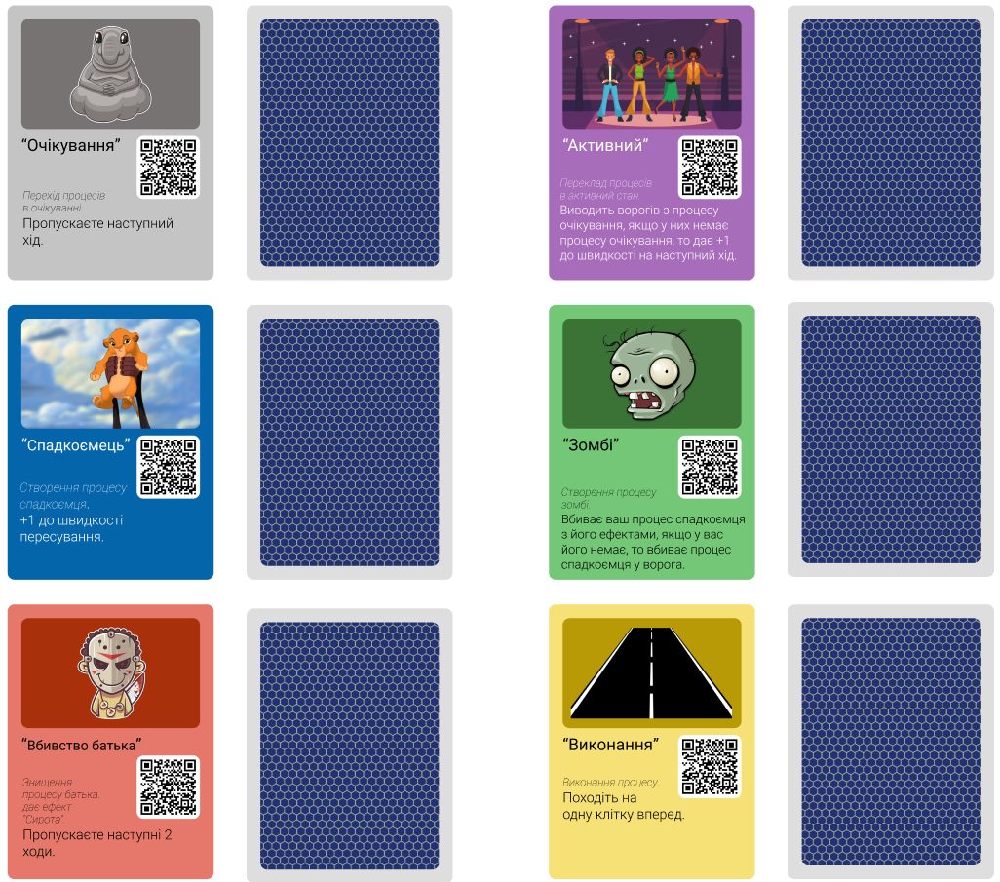 “Очікування”
Перехід процесів
в очікуванні.
Пропускаєте наступний
хід.
“Активний”
Переклад процесів
в активний стан
Виводить ворогів з процесу
очікування, якщо у них немає
процесу очікування, то дає +1
до швидкості на наступний хід.
“Спадкоємець”
Створення процесу
спадкоємця.
+1 до швидкості
пересування.
“Зомбі”
Створення процесу
зомбі.
Вбиває ваш процес спадкоємця
з його ефектами, якщо у вас
його немає, то вбиває процес
спадкоємця у ворога.
“Вбивство батька”
Знищення
процесу батька.
дає ефект
"Сирота".
Пропускаєте наступні 2
ходи.
“Виконання”
Виконання процесу.
Походіть на
одну клітку вперед.